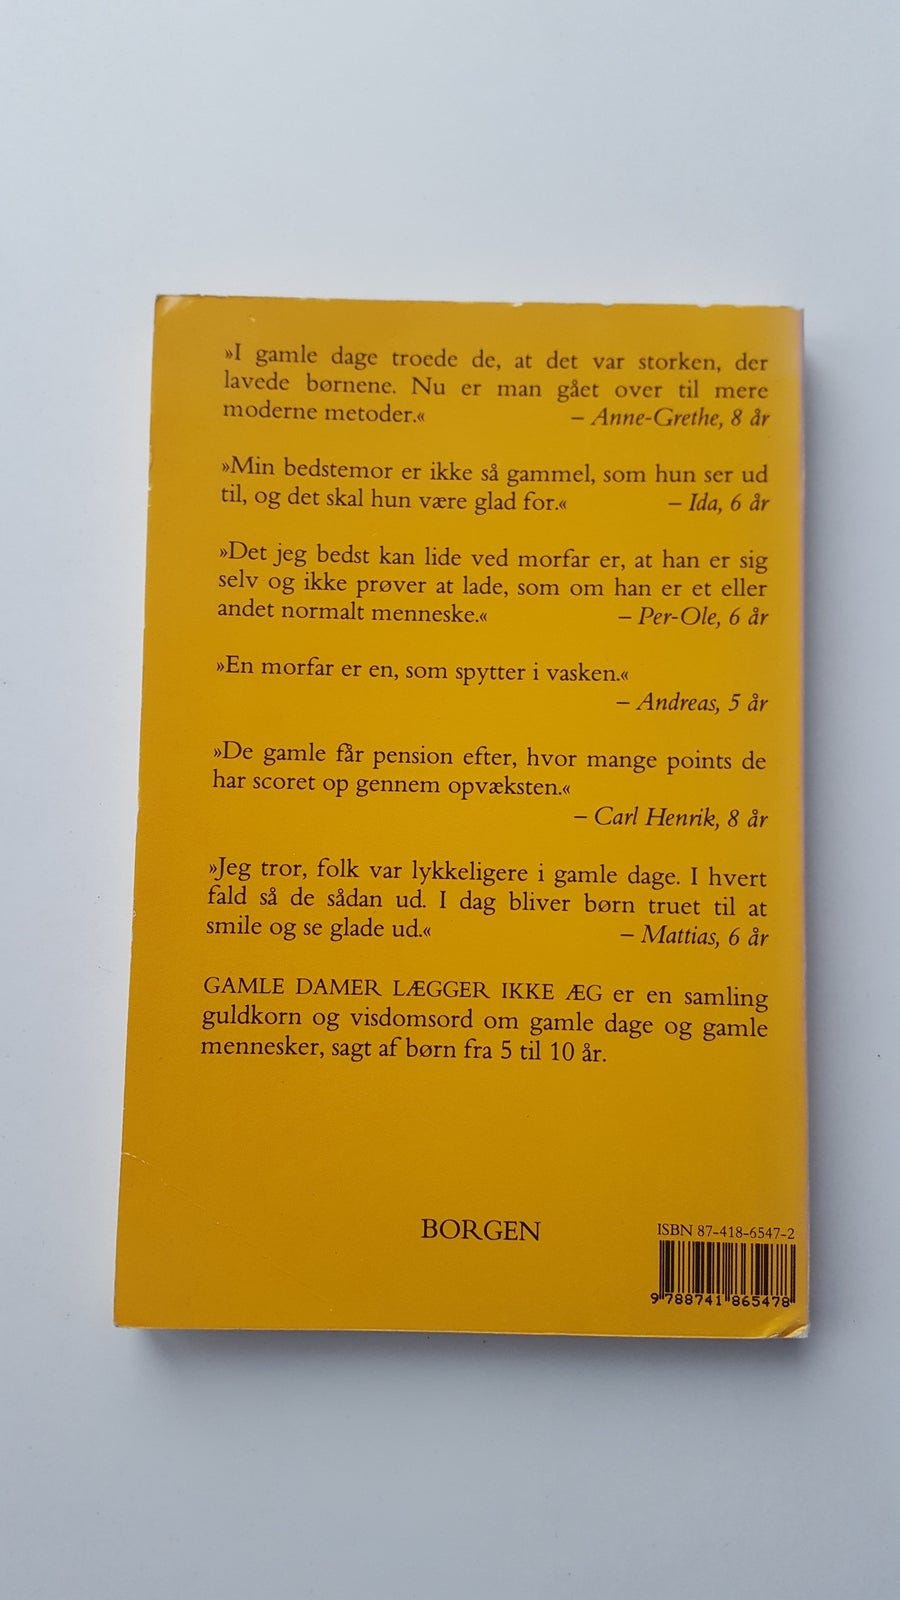 »I gamle dage troede de, at det var storken, der
lavede børnene. Nu er man gået over til mere
moderne metoder.« – Anne-Grethe, 8 år
»Min bedstemor er ikke så gammel, som hun ser ud
til, og det skal hun være glad for.« – Ida, 6 år
»Det jeg bedst kan lide ved morfar er, at han er sig
selv og ikke prøver at lade, som om han er et eller
andet normalt menneske.« – Per-Ole, 6 år
»En morfar er en, som spytter i vasken.«
– Andreas, 5 år
»De gamle får pension efter, hvor mange points de
har scoret op gennem opvæksten.«
– Carl Henrik, 8 år
»Jeg tror, folk var lykkeligere i gamle dage. I hvert
fald så de sådan ud. I dag bliver børn truet til at
smile og se glade ud.« – Mattias, 6 år
GAMLE DAMER LÆGGER IKKE ÆG er en samling
guldkorn og visdomsord om gamle dage og gamle
mennesker, sagt af børn fra 5 til 10 år.
BORGEN
ISBN 87-418-6547-2
9 788741 865478